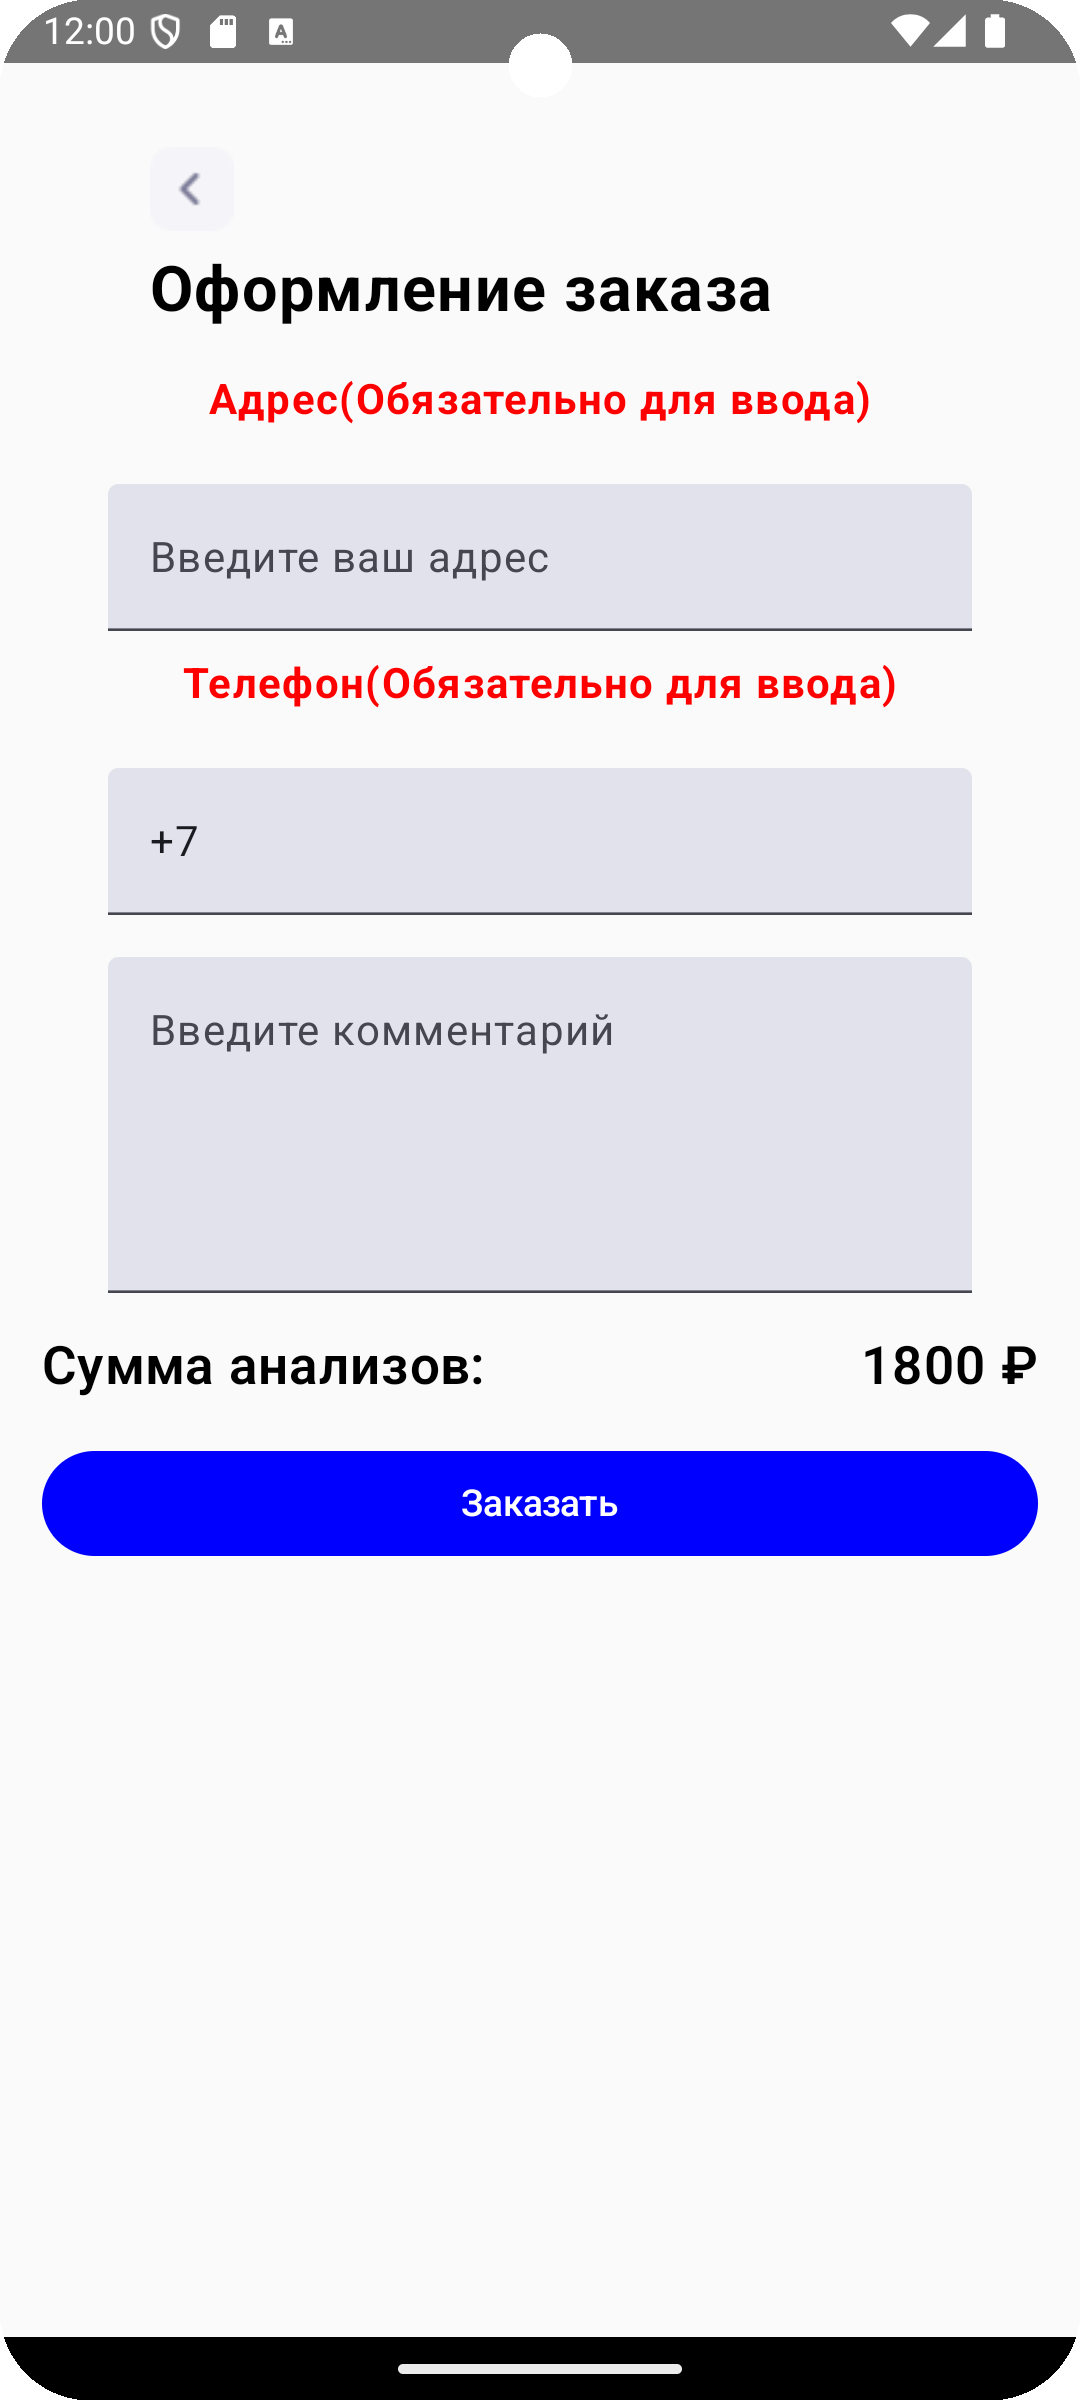 12:00
Оформление заказа
Адрес(Обязательно для ввода)
Введите ваш адрес
Телефон(Обязательно для ввода)
+7
Введите комментарий
Сумма анализов: 1800 ₽
Заказать